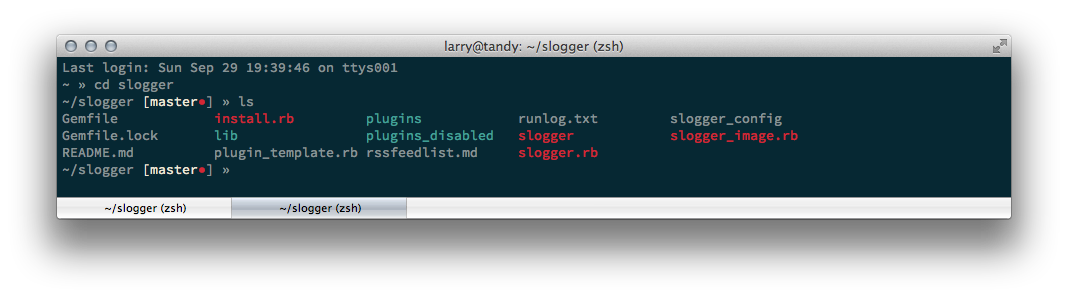 larry@tandy: ~/slogger (zsh)
Last login: Sun Sep 29 19:39:46 on ttys001
~ » cd slogger
~/slogger [master●] » ls
Gemfile install.rb plugins runlog.txt slogger_config
Gemfile.lock lib plugins_disabled slogger slogger_image.rb
README.md plugin_template.rb rssfeedlist.md slogger.rb
~/slogger [master●] »
~/slogger (zsh) ~/slogger (zsh)